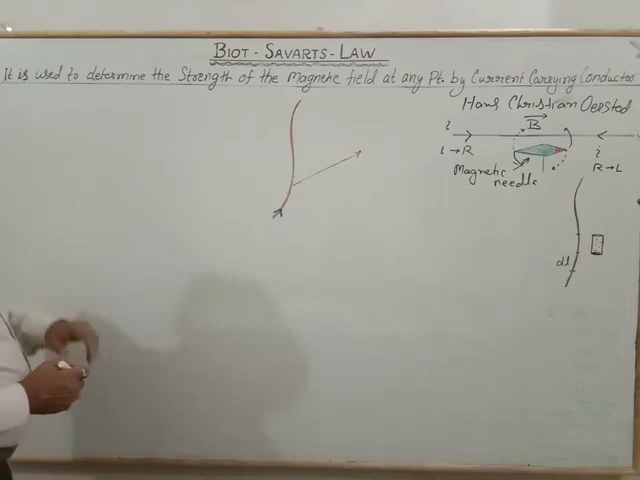 BIOT-SAVARTS-LAW
It is used to determine the Strength of the Magnetic field at any Pt. by Current Carrying Conductor
Hans Christian Oersted
i B
L→R i
Magnetic needle R→L
dl